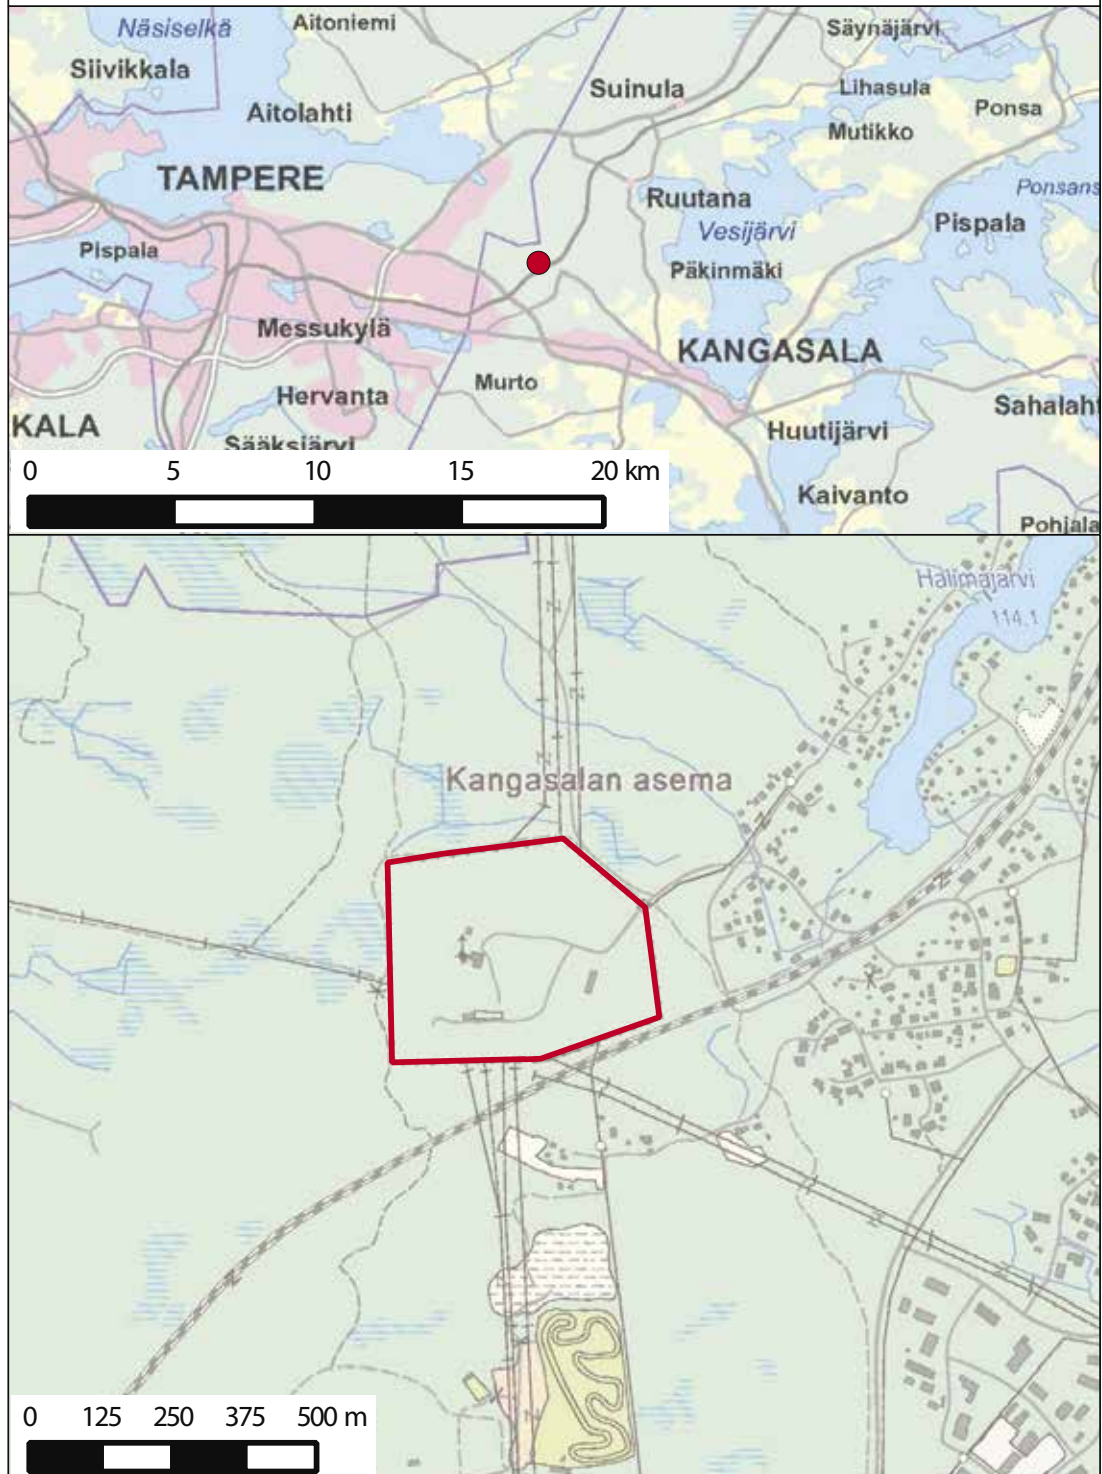 Näsiselkä
Aitoniemi
Säynäjärvi
Siivikkala
Suinula
Lihasula
Aitolahti
Ponsa
Mutikko
TAMPERE
Ruutana
Ponsans
Pispala
Vesijärvi
Pispala
Päkinmäki
Messukylä
KANGASALA
Murto
Hervanta
Sahalaht
KALA
Huutijärvi
Sääksjärvi
0 5 10 15 20 km
Kaivanto
Pohjala
Halimajärvi
114.1
Kangasalan asema
0 125 250 375 500 m